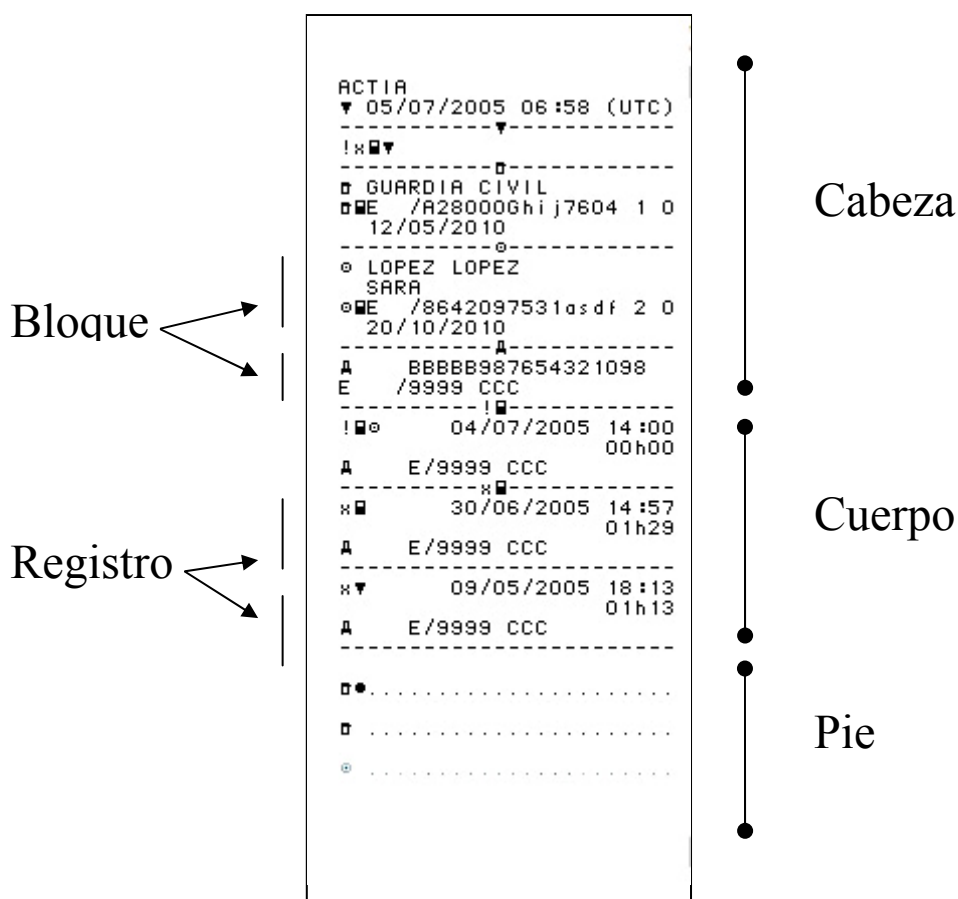 ACTIA
▼ 05/07/2005 06:58 (UTC)
-----------▼------------
!x▼
GUARDIA CIVIL
E /A28000Ghij7604 1 0
12/05/2010
⊙ LOPEZ LOPEZ
SARA
⊙E /8642097531asdf 2 0
20/10/2010
A BBBBB987654321098
E /9999 CCC
! ⊙ 04/07/2005 14:00
00h00
A E/9999 CCC
x 30/06/2005 14:57
01h29
A E/9999 CCC
x▼ 09/05/2005 18:13
01h13
A E/9999 CCC
Cabeza
Bloque
Cuerpo
Registro
Pie